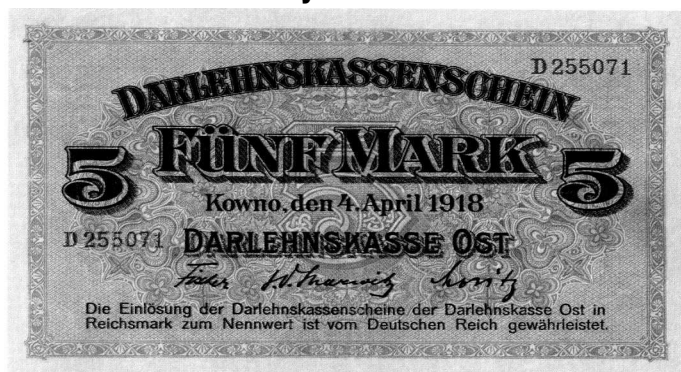 D 255071
DARLEHNSKASSENSCHEIN
5 FÜNF MARK 5
Kowno, den 4. April 1918
D 255071 DARLEHNSKASSE OST
Die Einlösung der Darlehnskassenscheine der Darlehnskasse Ost in
Reichsmark zum Nennwert ist vom Deutschen Reich gewährleistet.